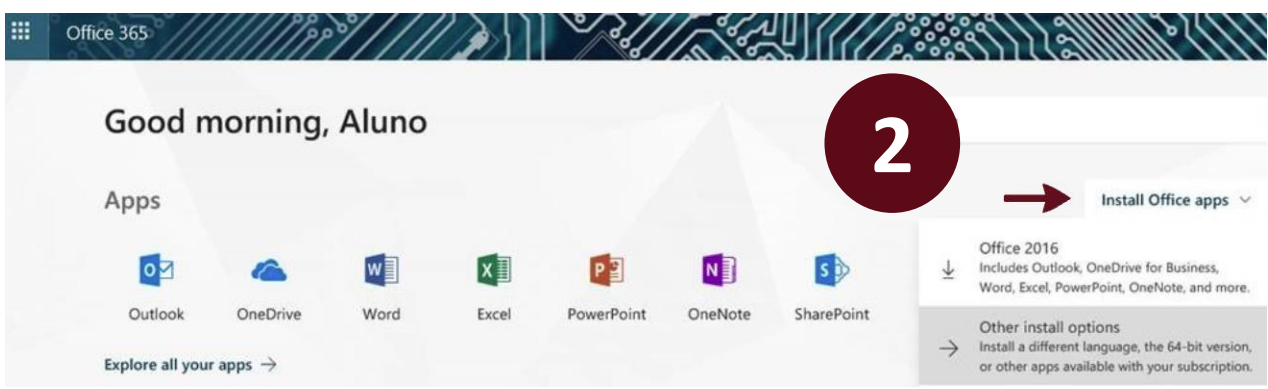 Office 365
Good morning, Aluno
2
Apps
Install Office apps
Outlook
OneDrive
Word
Excel
PowerPoint
OneNote
SharePoint
Explore all your apps →
Office 2016
Includes Outlook, OneDrive for Business,
Word, Excel, PowerPoint, OneNote, and more.
Other install options
Install a different language, the 64-bit version,
or other apps available with your subscription.